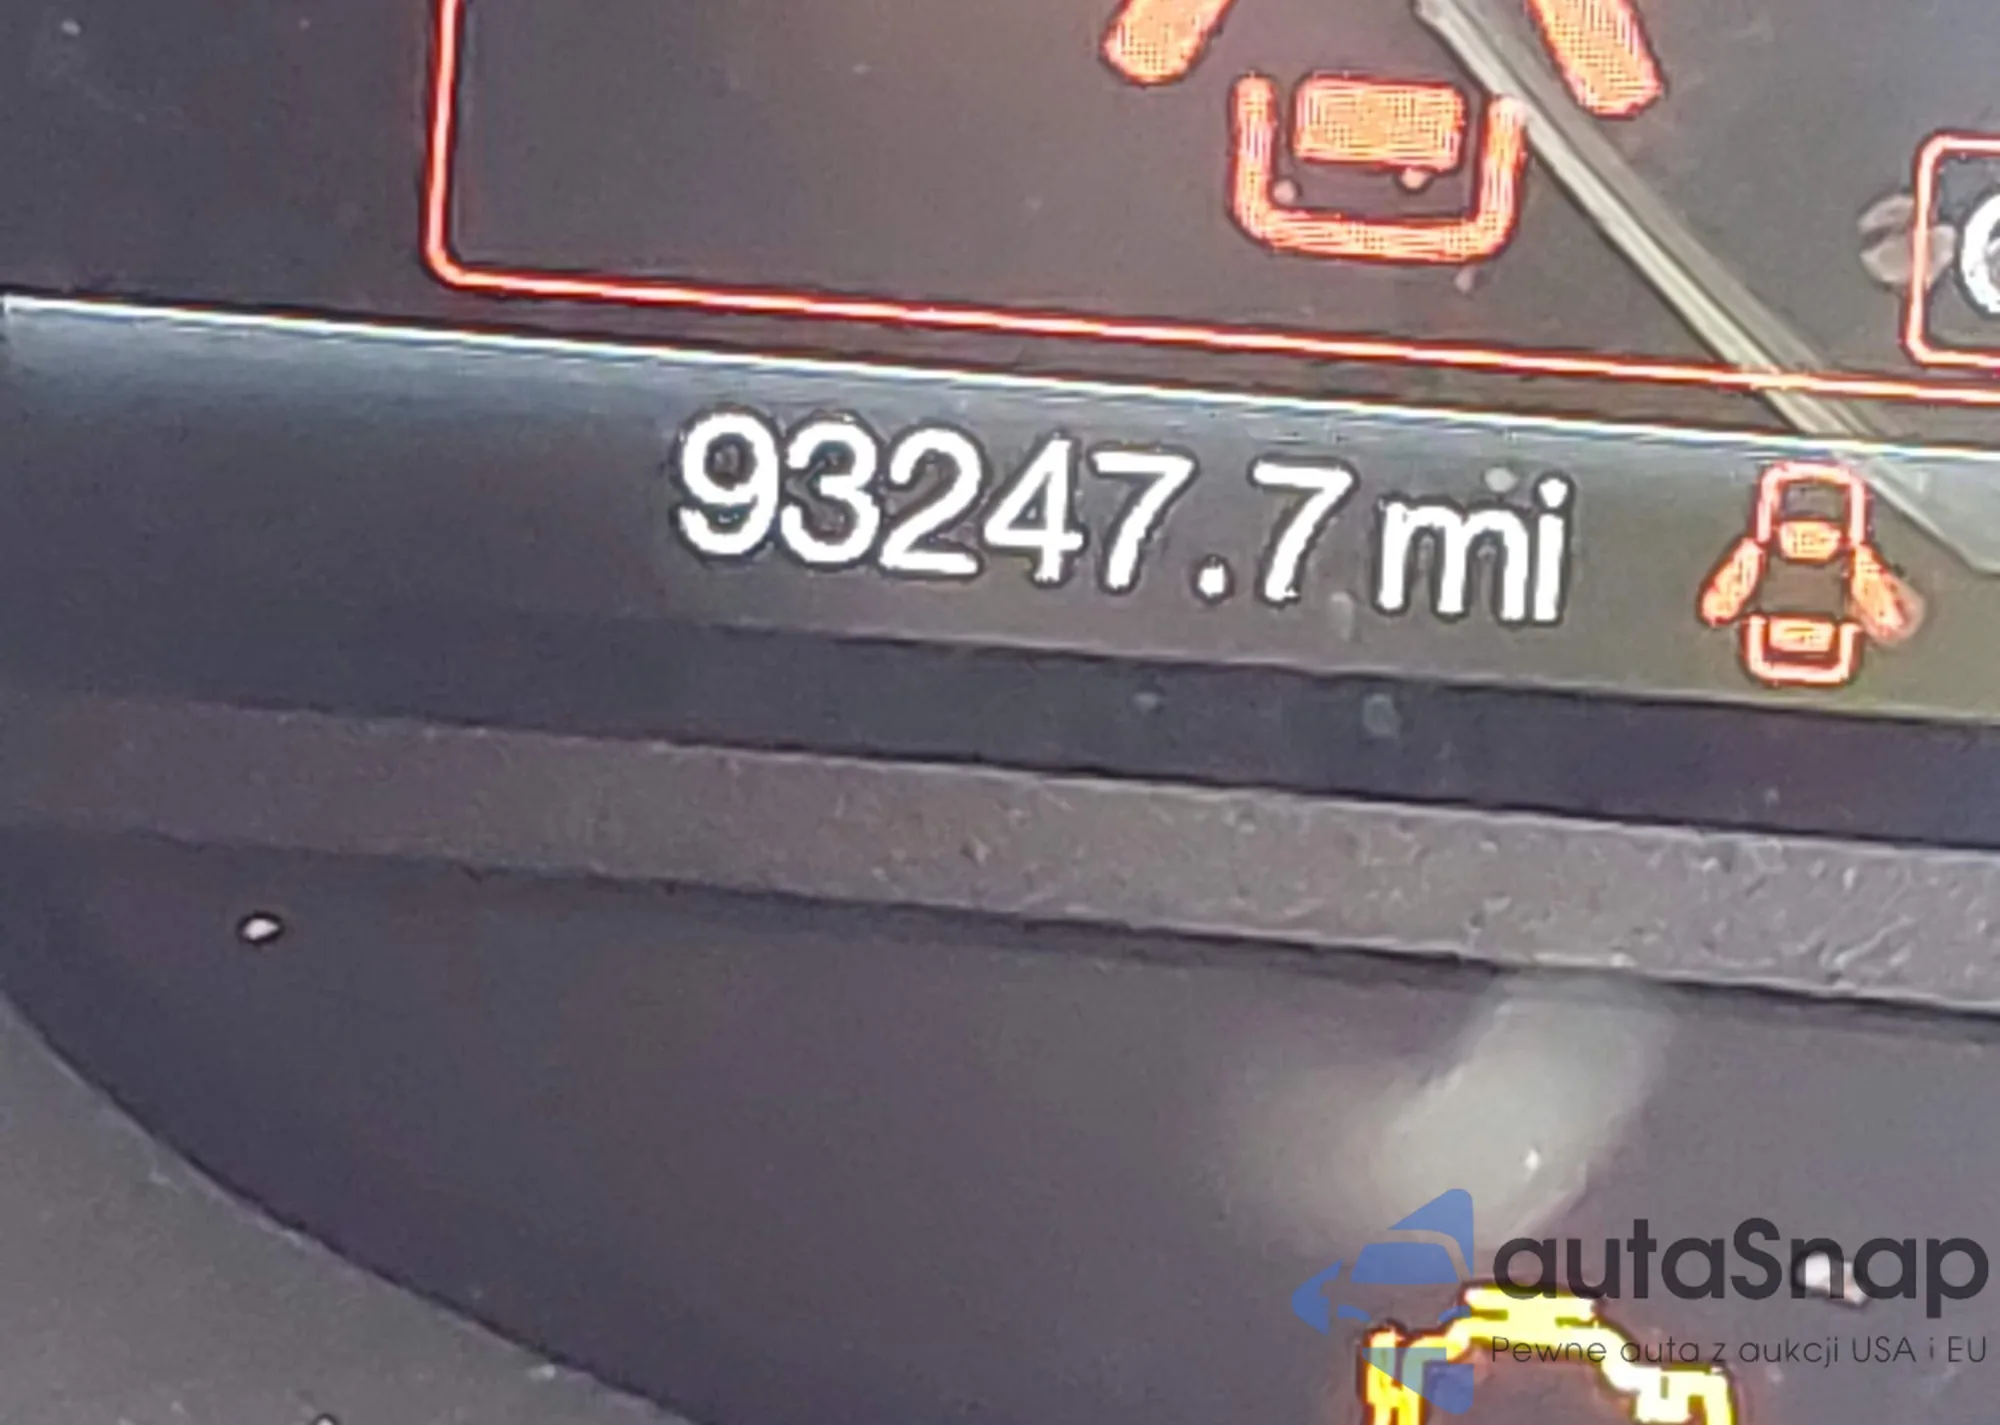 93247.7 mi
autaSnap
Pewne auta z aukcji USA i EU